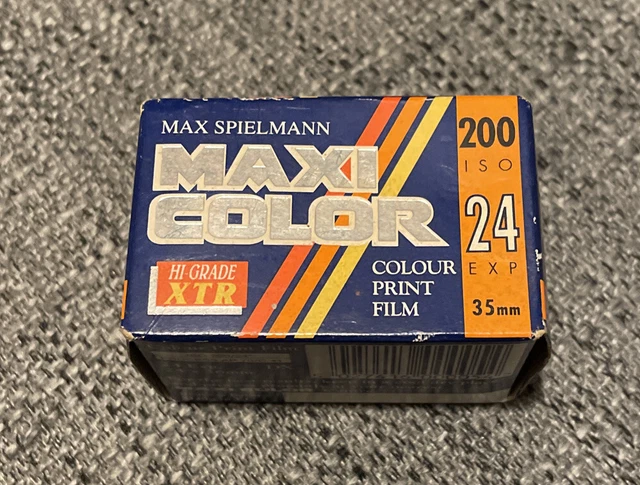 MAX SPIELMANN
MAXI
COLOR
HI-GRADE
XTR
COLOUR
PRINT
FILM
200
ISO
24
EXP
35mm